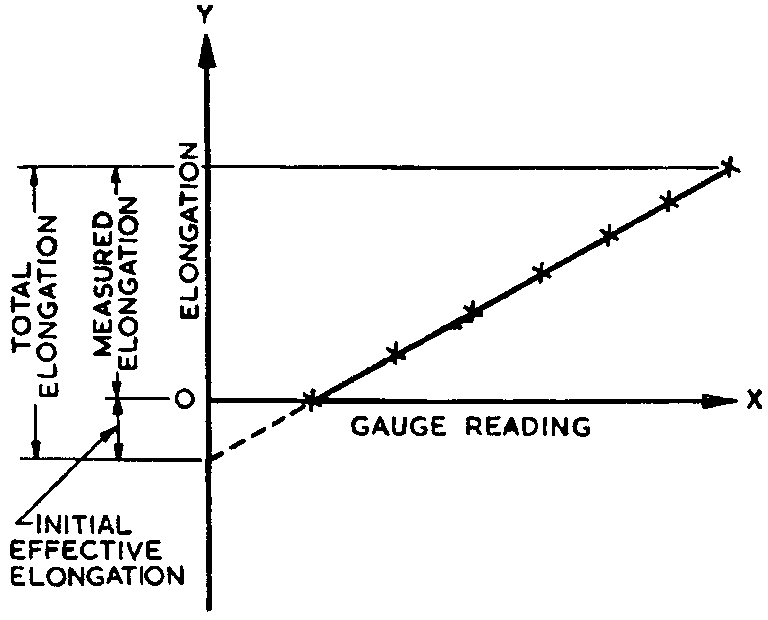 Y
TOTAL
ELONGATION
MEASURED
ELONGATION
ELONGATION
O
X
GAUGE READING
INITIAL
EFFECTIVE
ELONGATION